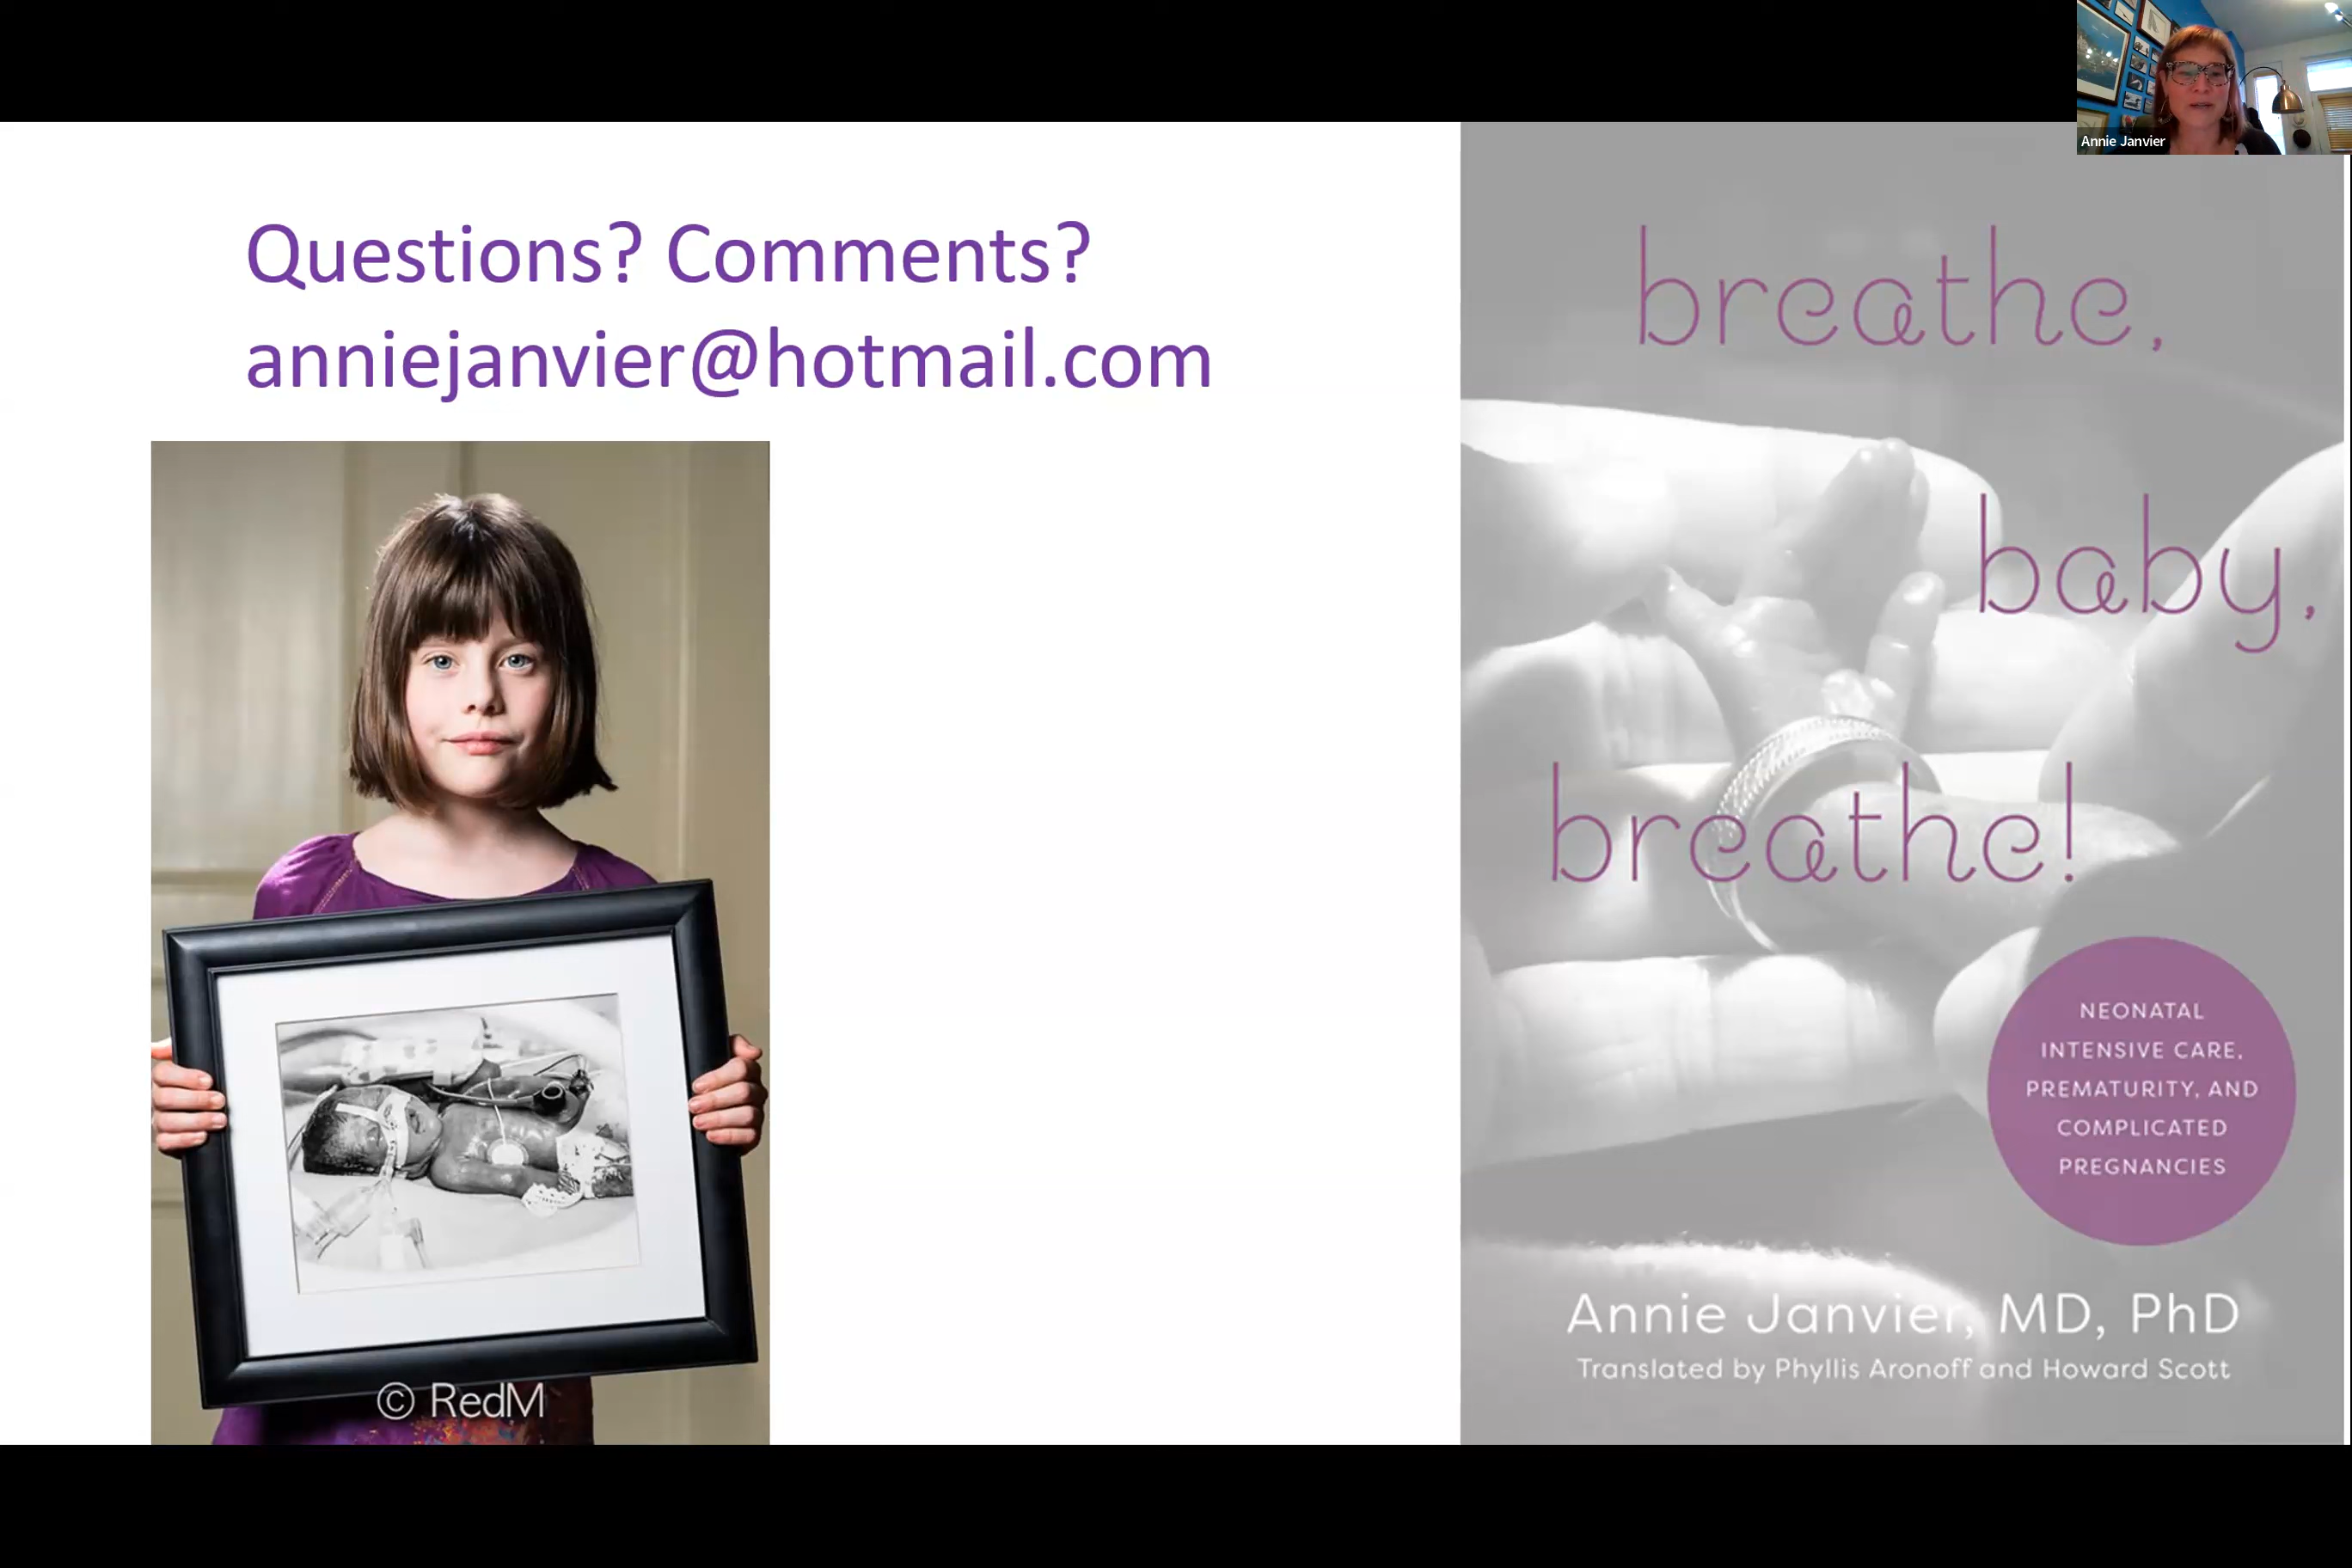 Annie Janvier
Questions? Comments?
anniejanvier@hotmail.com
© RedM
breathe,
baby,
breathe!
NEONATAL
INTENSIVE CARE,
PREMATURITY, AND
COMPLICATED
PREGNANCIES
Annie Janvier, MD, PhD
Translated by Phyllis Aronoff and Howard Scott